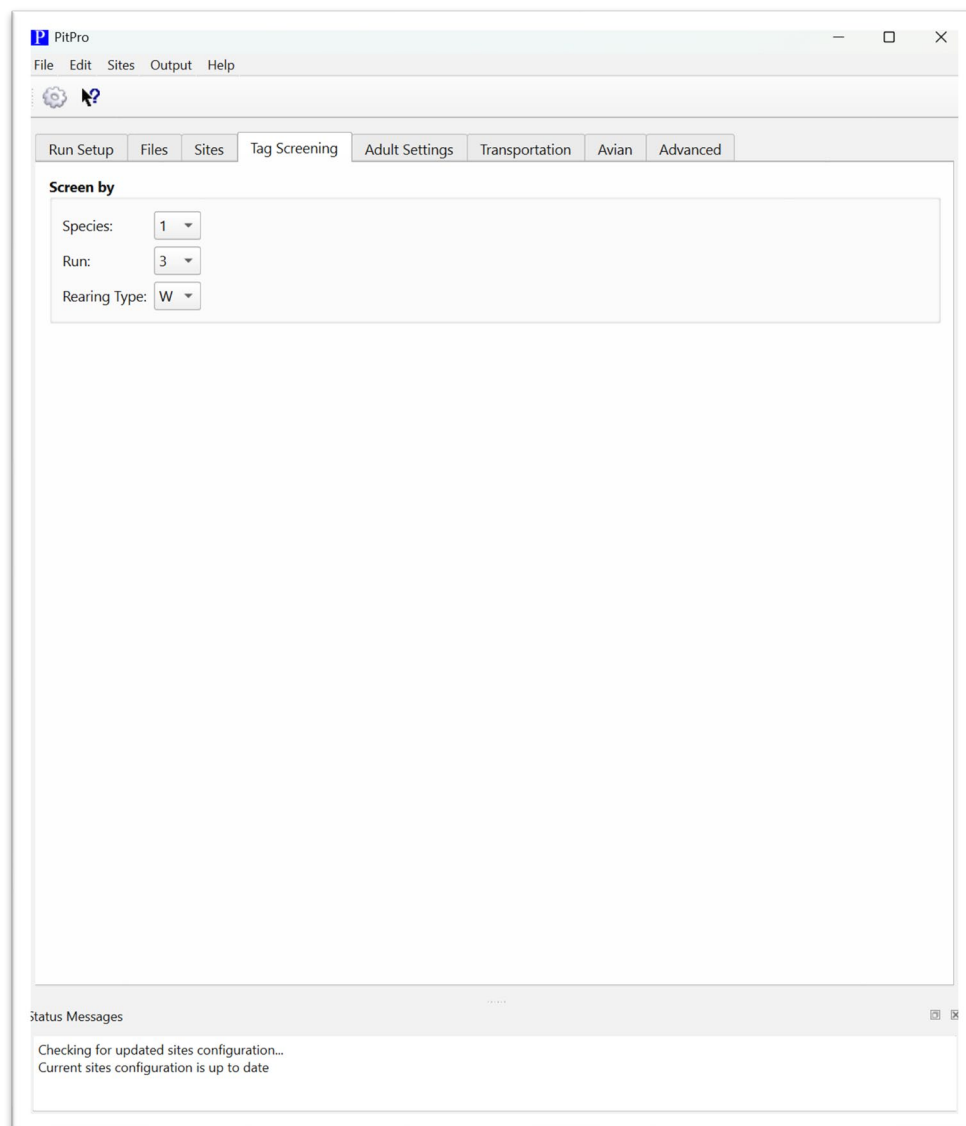 P PitPro
File Edit Sites Output Help
Run Setup Files Sites Tag Screening Adult Settings Transportation Avian Advanced
Screen by
Species: 1
Run: 3
Rearing Type: W
Status Messages
Checking for updated sites configuration...
Current sites configuration is up to date